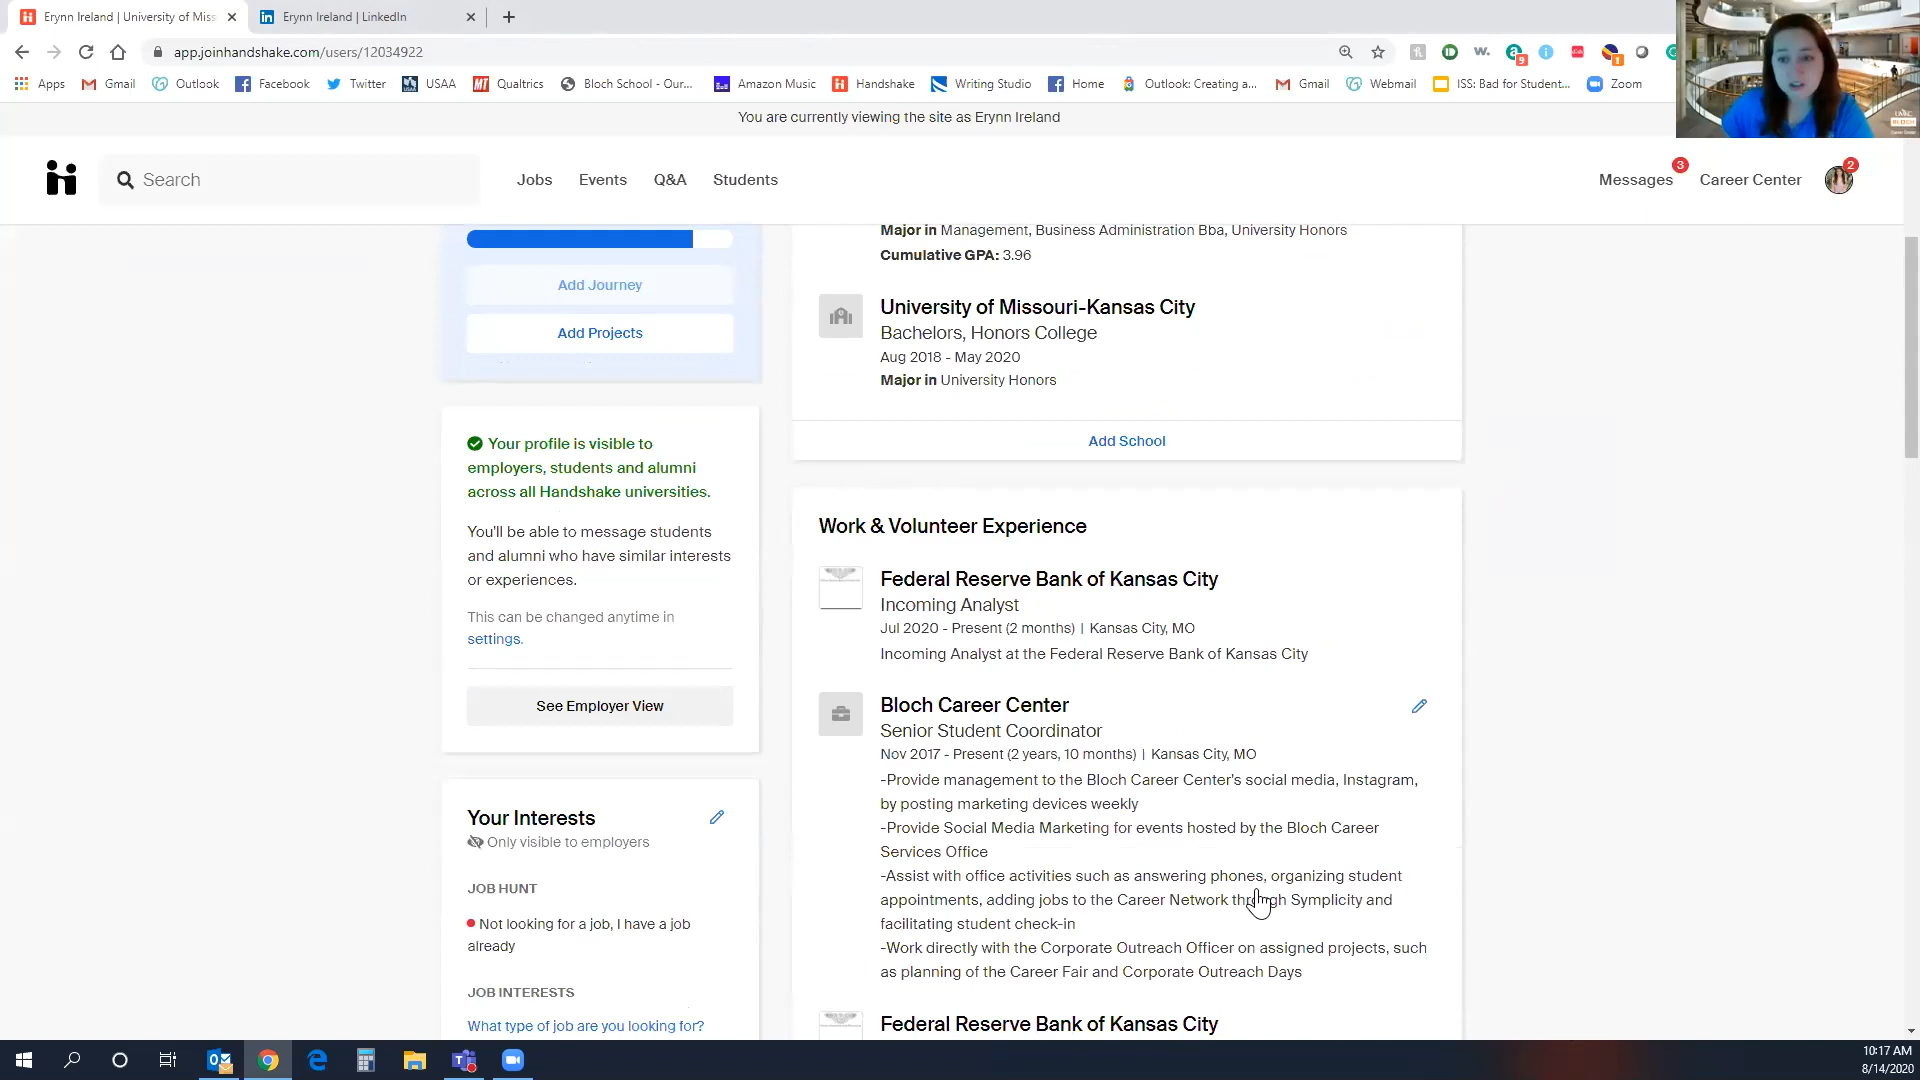 Erynn Ireland | University of Miss
Erynn Ireland | LinkedIn
app.joinhandshake.com/users/12034922
Apps
Gmail
Outlook
Facebook
Twitter
USAA
Qualtrics
Bloch School - Our...
Amazon Music
Handshake
Writing Studio
Home
Outlook: Creating a...
Gmail
Webmail
ISS: Bad for Student...
Zoom
You are currently viewing the site as Erynn Ireland
Search
Jobs
Events
Q&A
Students
Messages
3
Career Center
2
Add Journey
Add Projects
Your profile is visible to
employers, students and alumni
across all Handshake universities.
You'll be able to message students
and alumni who have similar interests
or experiences.
This can be changed anytime in
settings.
See Employer View
Your Interests
Only visible to employers
JOB HUNT
Not looking for a job, I have a job
already
JOB INTERESTS
What type of job are you looking for?
Major in Management, Business Administration Bba, University Honors
Cumulative GPA: 3.96
University of Missouri-Kansas City
Bachelors, Honors College
Aug 2018 - May 2020
Major in University Honors
Add School
Work & Volunteer Experience
Federal Reserve Bank of Kansas City
Incoming Analyst
Jul 2020 - Present (2 months) | Kansas City, MO
Incoming Analyst at the Federal Reserve Bank of Kansas City
Bloch Career Center
Senior Student Coordinator
Nov 2017 - Present (2 years, 10 months) | Kansas City, MO
-Provide management to the Bloch Career Center's social media, Instagram,
by posting marketing devices weekly
-Provide Social Media Marketing for events hosted by the Bloch Career
Services Office
-Assist with office activities such as answering phones, organizing student
appointments, adding jobs to the Career Network through Symplicity and
facilitating student check-in
-Work directly with the Corporate Outreach Officer on assigned projects, such
as planning of the Career Fair and Corporate Outreach Days
Federal Reserve Bank of Kansas City
10:17 AM
8/14/2020